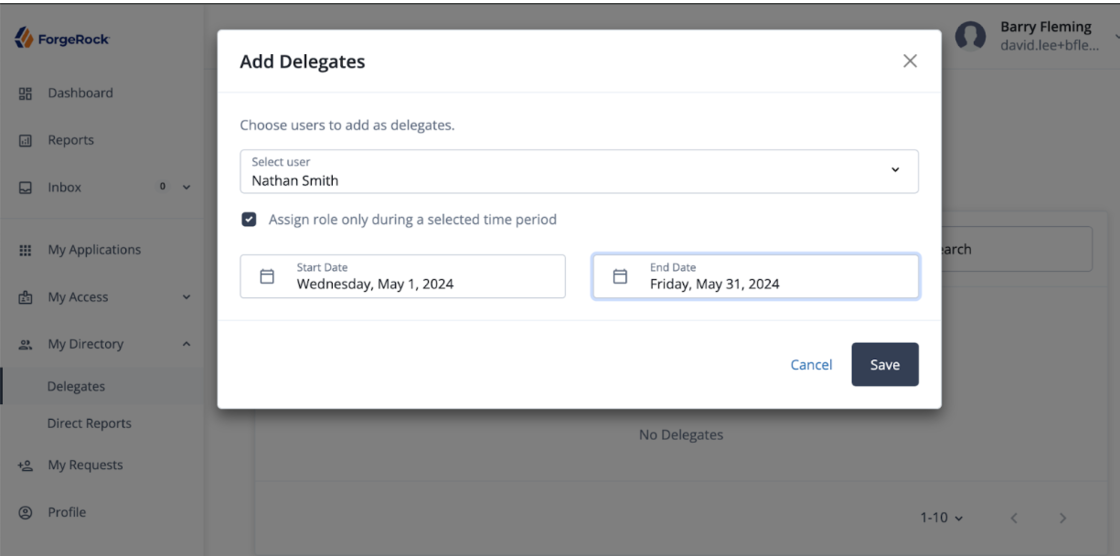 ForgeRock
Dashboard
Reports
Inbox 0
My Applications
My Access
My Directory
Delegates
Direct Reports
My Requests
Profile
Barry Fleming
david.lee+bfle...
Add Delegates
Choose users to add as delegates.
Select user
Nathan Smith
Assign role only during a selected time period
Start Date
Wednesday, May 1, 2024
End Date
Friday, May 31, 2024
Cancel Save
earch
No Delegates
1-10